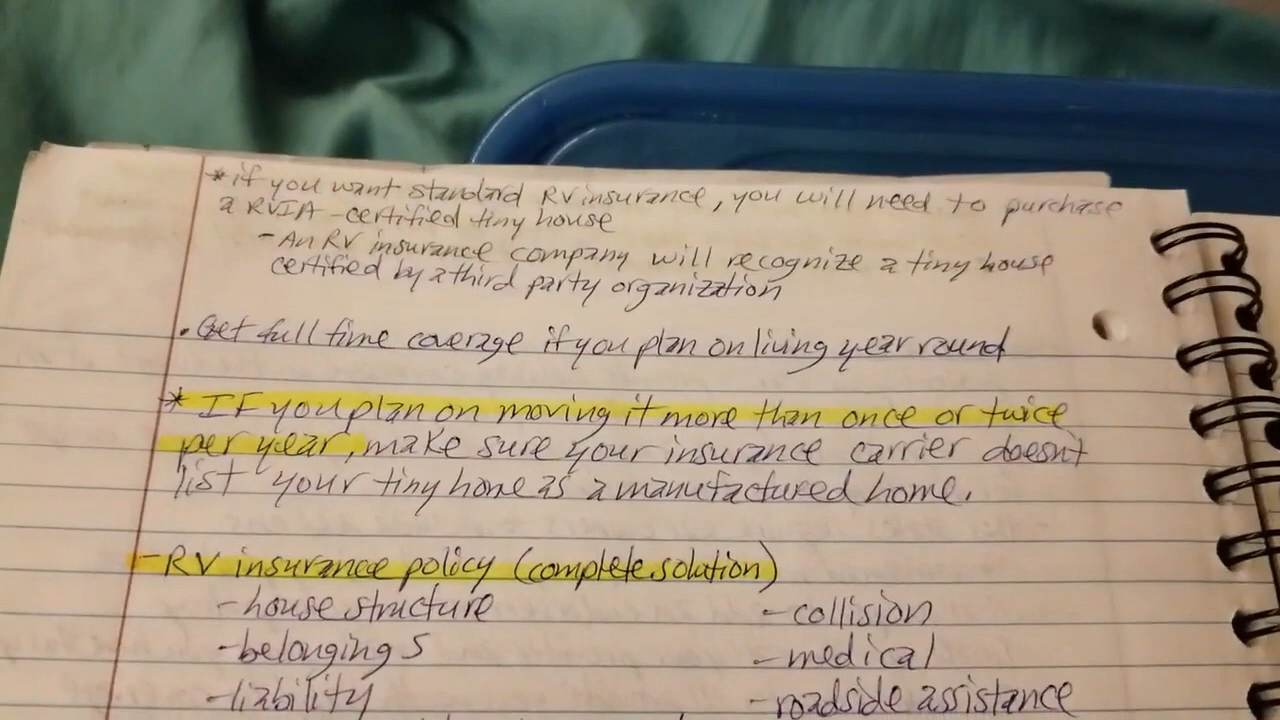 * if you want standard RV insurance, you will need to purchase
a RVIA - certified tiny house
- An RV insurance company will recognize a tiny house
certified by a third party organization
. Get full time coverage if you plan on living year round
* IF you plan on moving it more than once or twice
per year, make sure your insurance carrier doesn't
list your tiny home as a manufactured home.
- RV insurance policy (complete solution)
- house structure - collision
- belongings - medical
- liability - roadside assistance